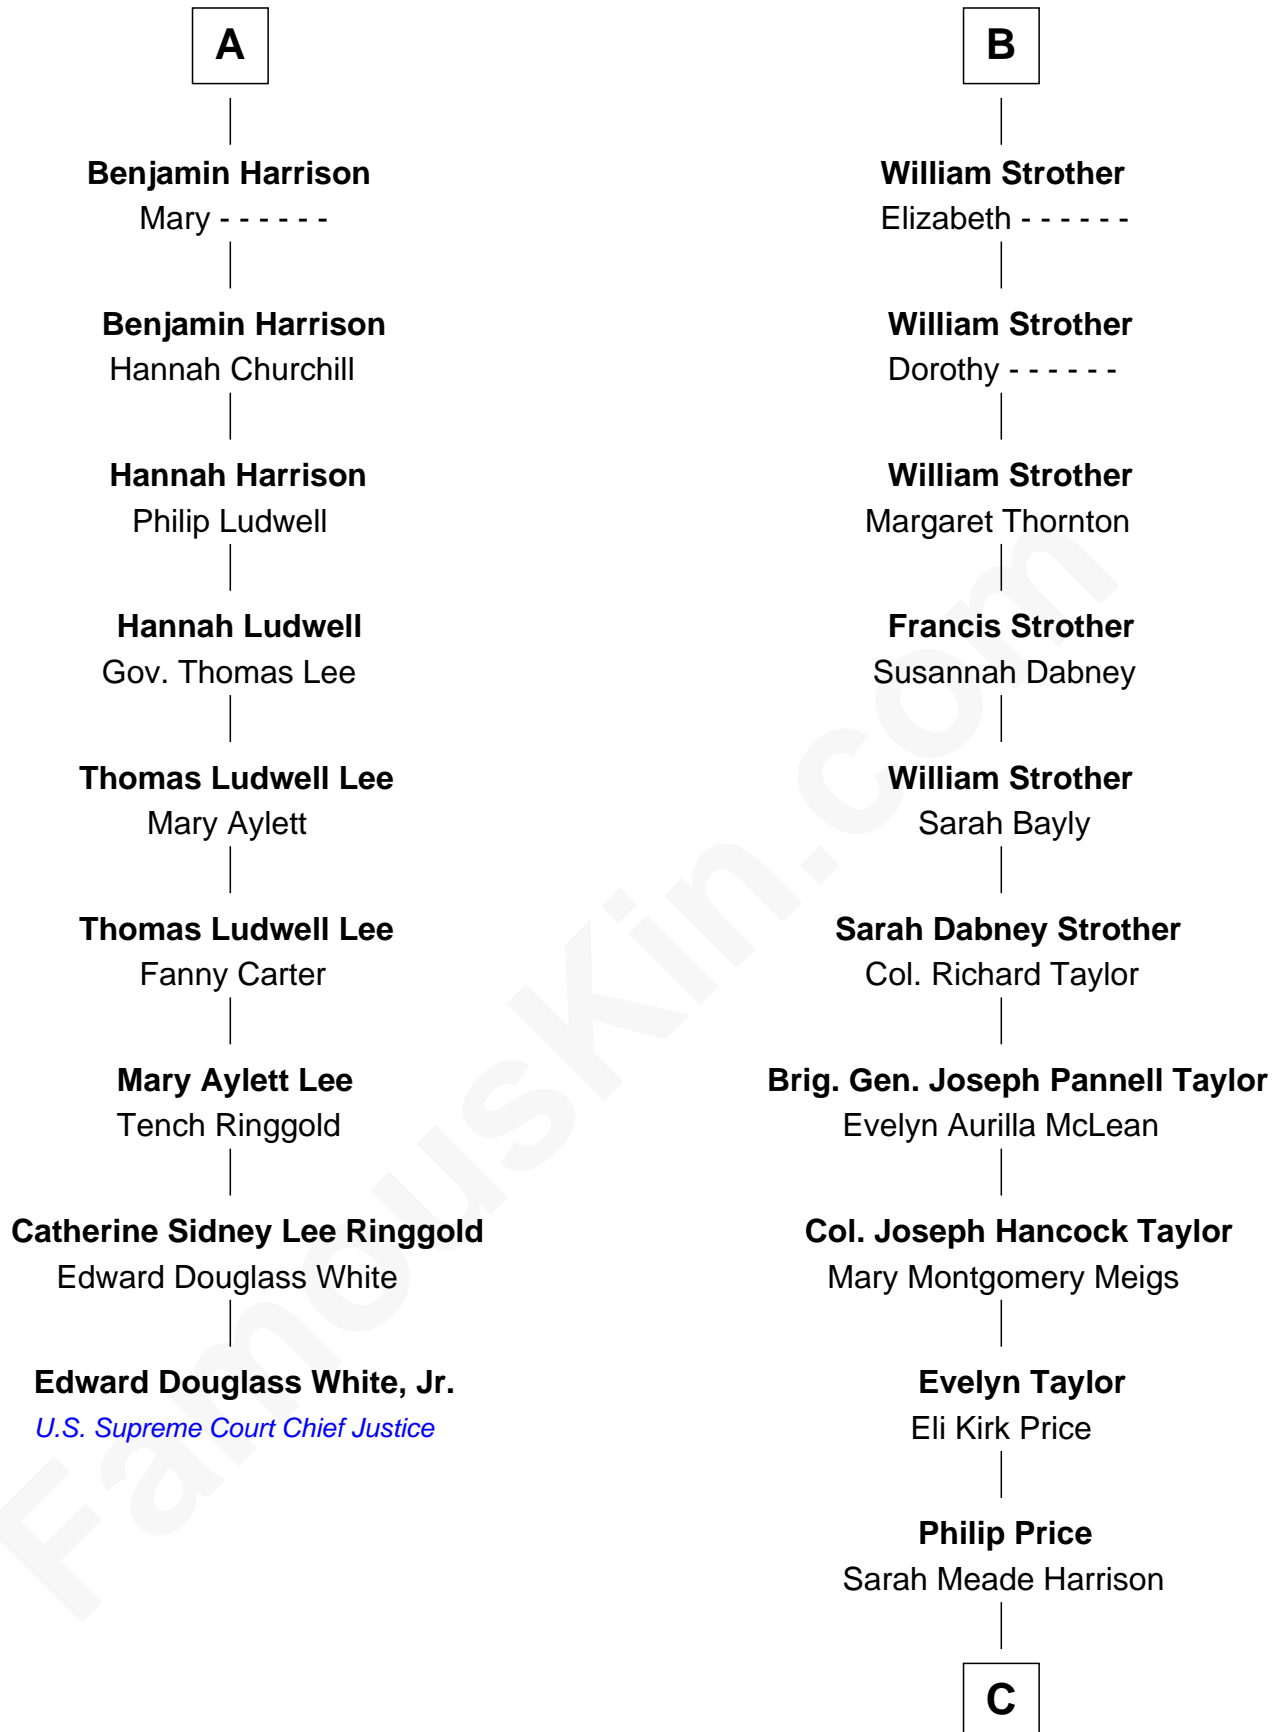 A
Benjamin Harrison
Mary - - - - - -
Benjamin Harrison
Hannah Churchill
Hannah Harrison
Philip Ludwell
Hannah Ludwell
Gov. Thomas Lee
Thomas Ludwell Lee
Mary Aylett
Thomas Ludwell Lee
Fanny Carter
Mary Aylett Lee
Tench Ringgold
Catherine Sidney Lee Ringgold
Edward Douglass White
Edward Douglass White, Jr.
U.S. Supreme Court Chief Justice
B
William Strother
Elizabeth - - - - - -
William Strother
Dorothy - - - - - -
William Strother
Margaret Thornton
Francis Strother
Susannah Dabney
William Strother
Sarah Bayly
Sarah Dabney Strother
Col. Richard Taylor
Brig. Gen. Joseph Pannell Taylor
Evelyn Aurilla McLean
Col. Joseph Hancock Taylor
Mary Montgomery Meigs
Evelyn Taylor
Eli Kirk Price
Philip Price
Sarah Meade Harrison
C
FamousKin.com